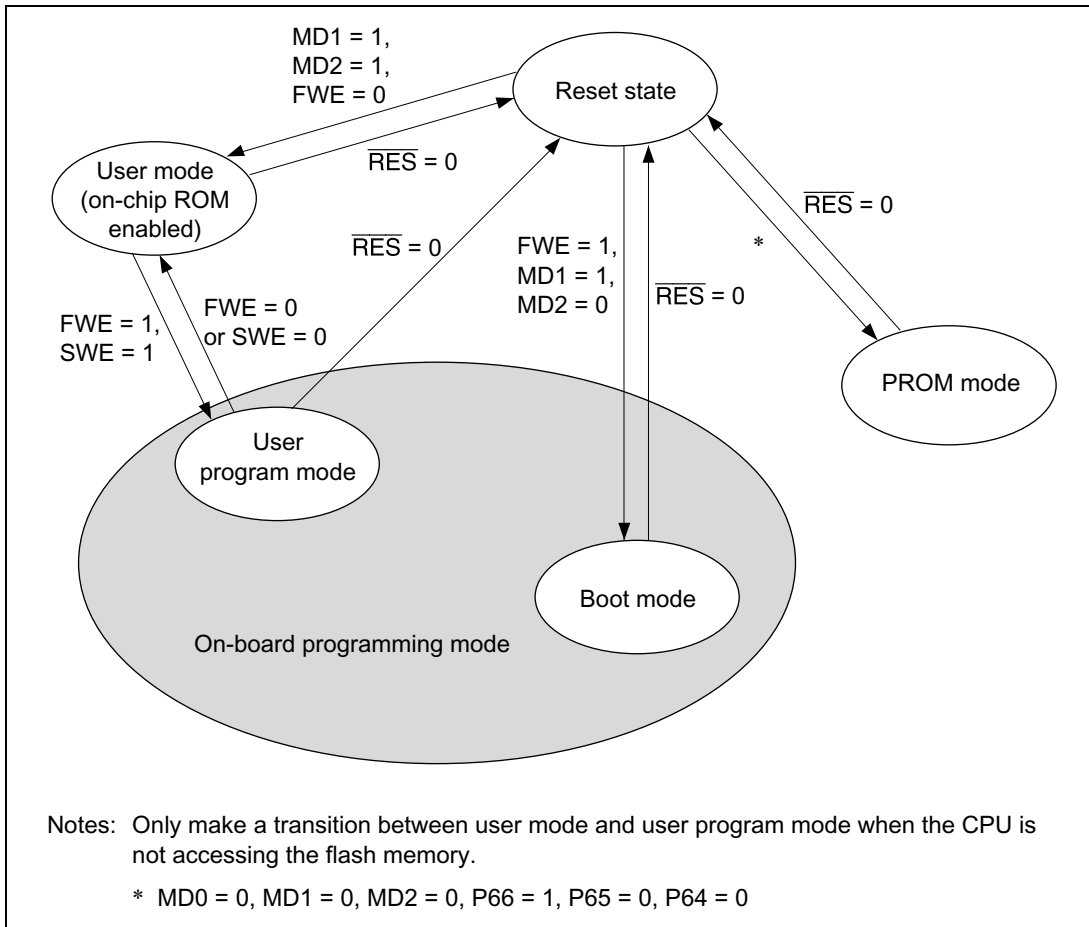 MD1 = 1,
MD2 = 1,
FWE = 0
Reset state
User mode
(on-chip ROM
enabled)
R̅E̅S̅ = 0
R̅E̅S̅ = 0
R̅E̅S̅ = 0
*
FWE = 1,
MD1 = 1,
MD2 = 0
R̅E̅S̅ = 0
FWE = 1,
SWE = 1
FWE = 0
or SWE = 0
PROM mode
User
program mode
Boot mode
On-board programming mode
Notes: Only make a transition between user mode and user program mode when the CPU is
not accessing the flash memory.
* MD0 = 0, MD1 = 0, MD2 = 0, P66 = 1, P65 = 0, P64 = 0